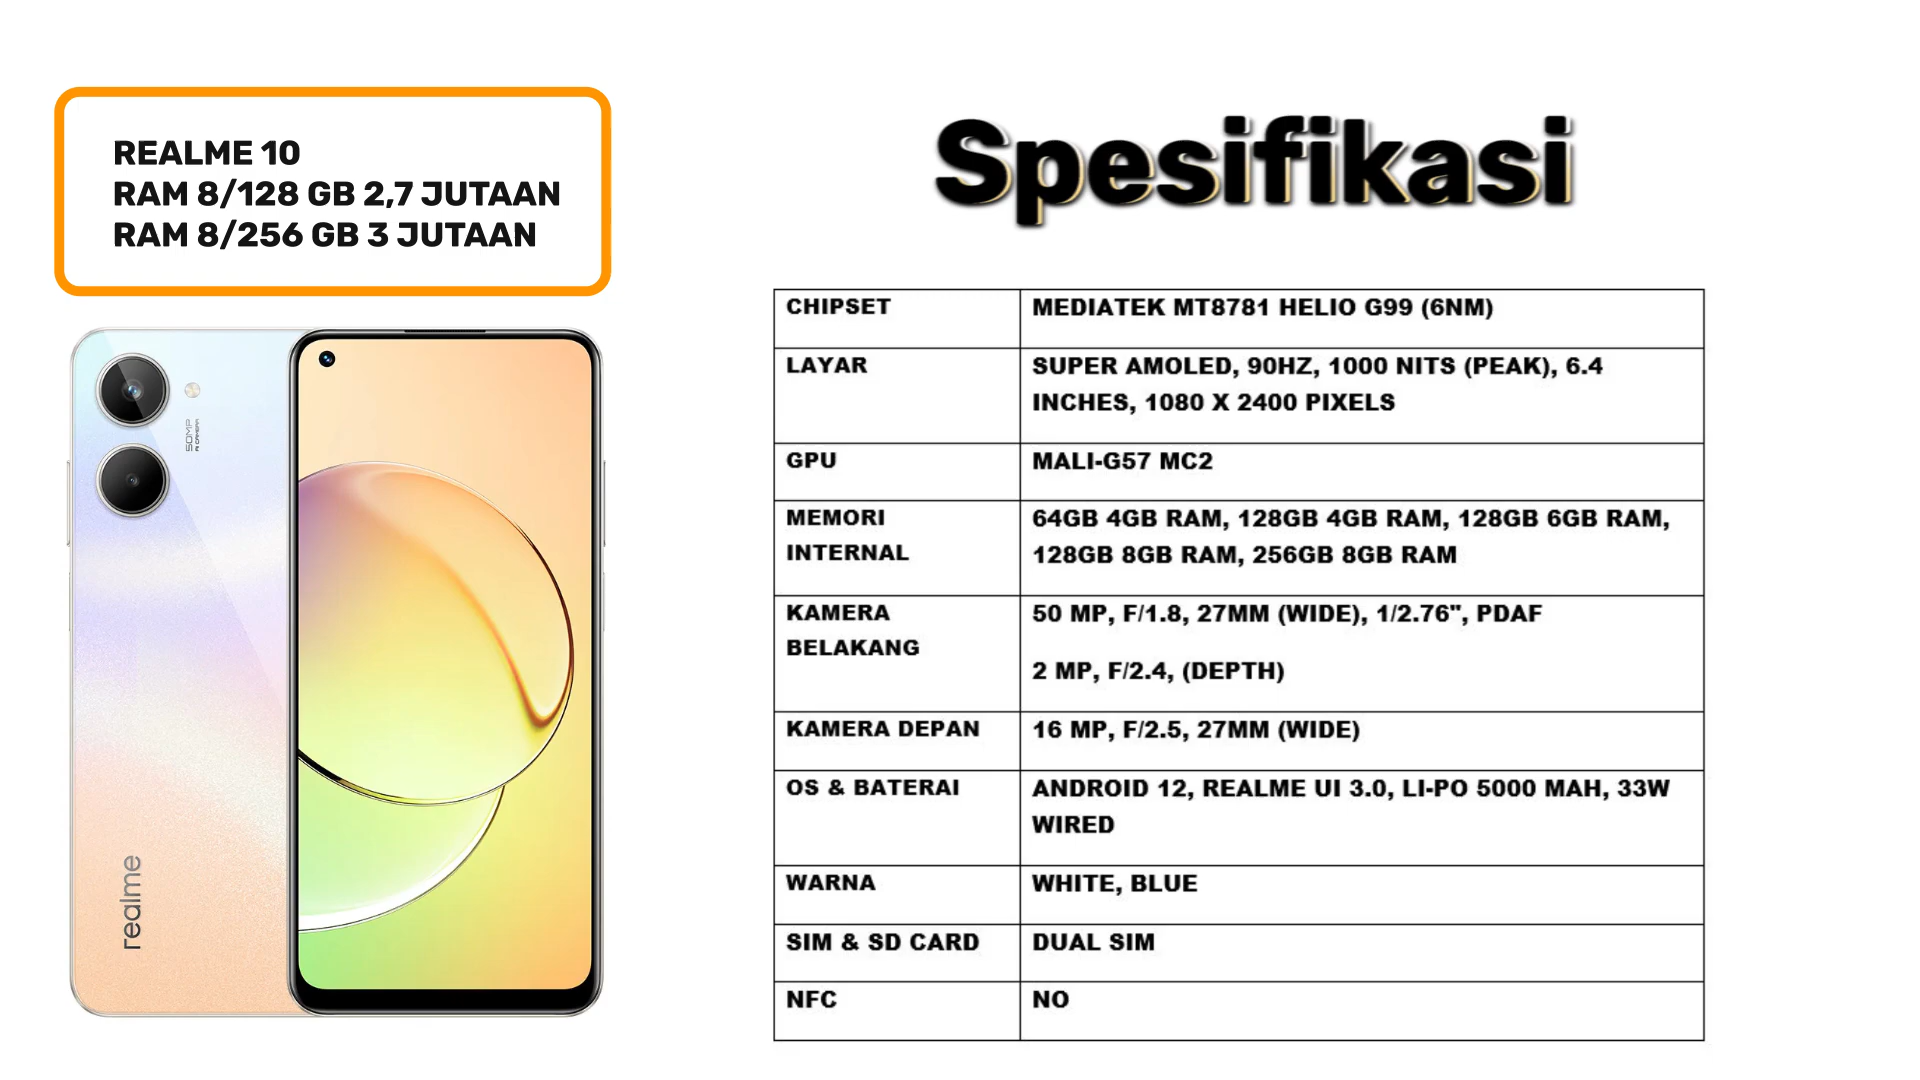 REALME 10
RAM 8/128 GB 2,7 JUTAAN
RAM 8/256 GB 3 JUTAAN
50MP
AI CAMERA
realme
Spesifikasi
CHIPSET MEDIATEK MT8781 HELIO G99 (6NM)
LAYAR SUPER AMOLED, 90HZ, 1000 NITS (PEAK), 6.4
INCHES, 1080 X 2400 PIXELS
GPU MALI-G57 MC2
MEMORI
INTERNAL
64GB 4GB RAM, 128GB 4GB RAM, 128GB 6GB RAM,
128GB 8GB RAM, 256GB 8GB RAM
KAMERA
BELAKANG
50 MP, F/1.8, 27MM (WIDE), 1/2.76", PDAF
2 MP, F/2.4, (DEPTH)
KAMERA DEPAN 16 MP, F/2.5, 27MM (WIDE)
OS & BATERAI ANDROID 12, REALME UI 3.0, LI-PO 5000 MAH, 33W
WIRED
WARNA WHITE, BLUE
SIM & SD CARD DUAL SIM
NFC NO